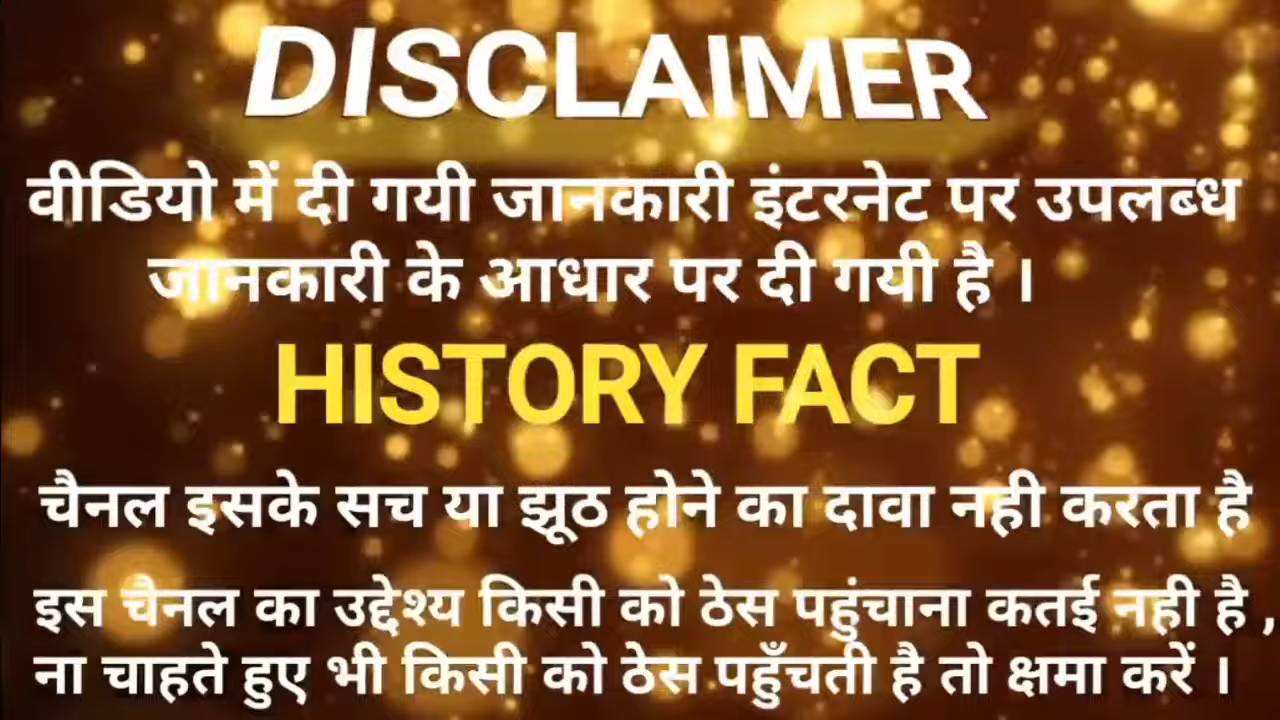 DISCLAIMER
वीडियो में दी गयी जानकारी इंटरनेट पर उपलब्ध
जानकारी के आधार पर दी गयी है ।
HISTORY FACT
चैनल इसके सच या झूठ होने का दावा नही करता है
इस चैनल का उद्देश्य किसी को ठेस पहुंचाना कतई नही है ,
ना चाहते हुए भी किसी को ठेस पहुँचती है तो क्षमा करें ।